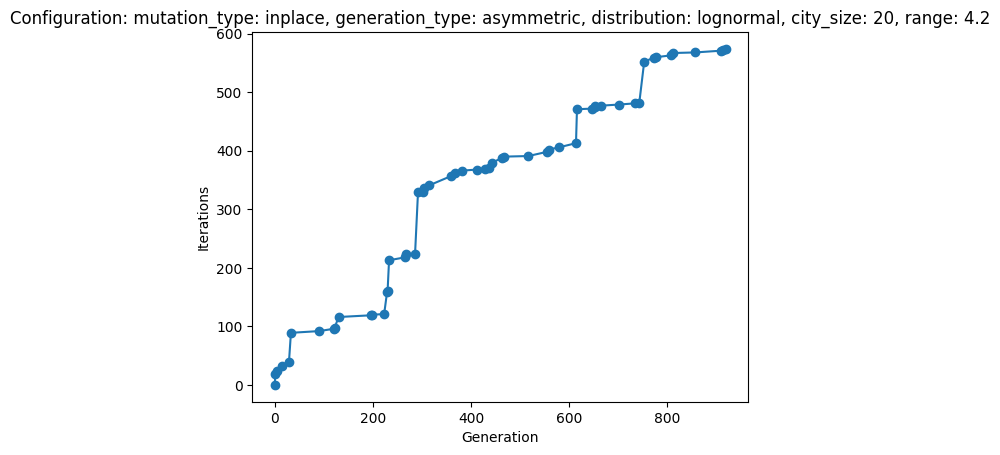 Configuration: mutation_type: inplace, generation_type: asymmetric, distribution: lognormal, city_size: 20, range: 4.2
600
500
400
300
200
100
0
Iterations
0 200 400 600 800
Generation